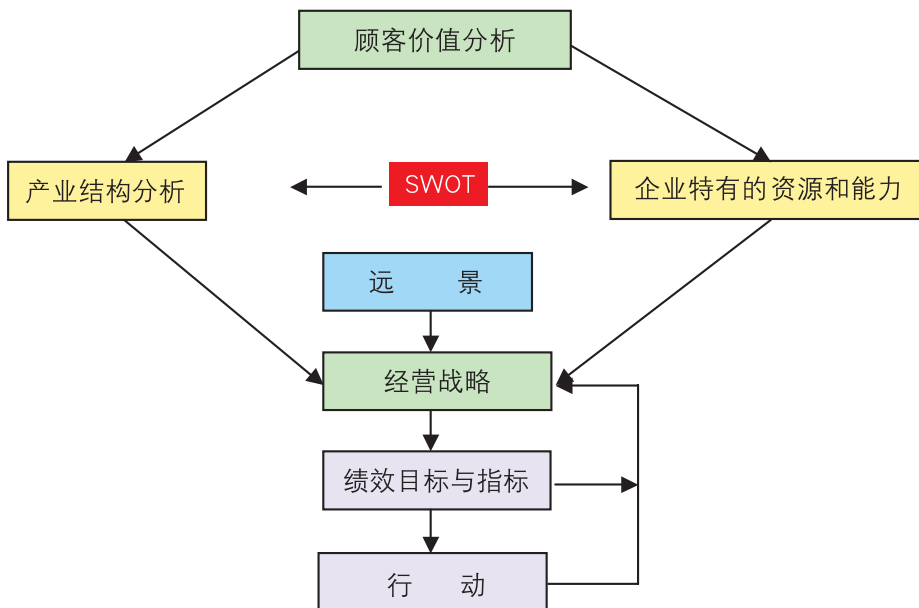 顾客价值分析
产业结构分析
SWOT
企业特有的资源和能力
远 景
经营战略
绩效目标与指标
行 动